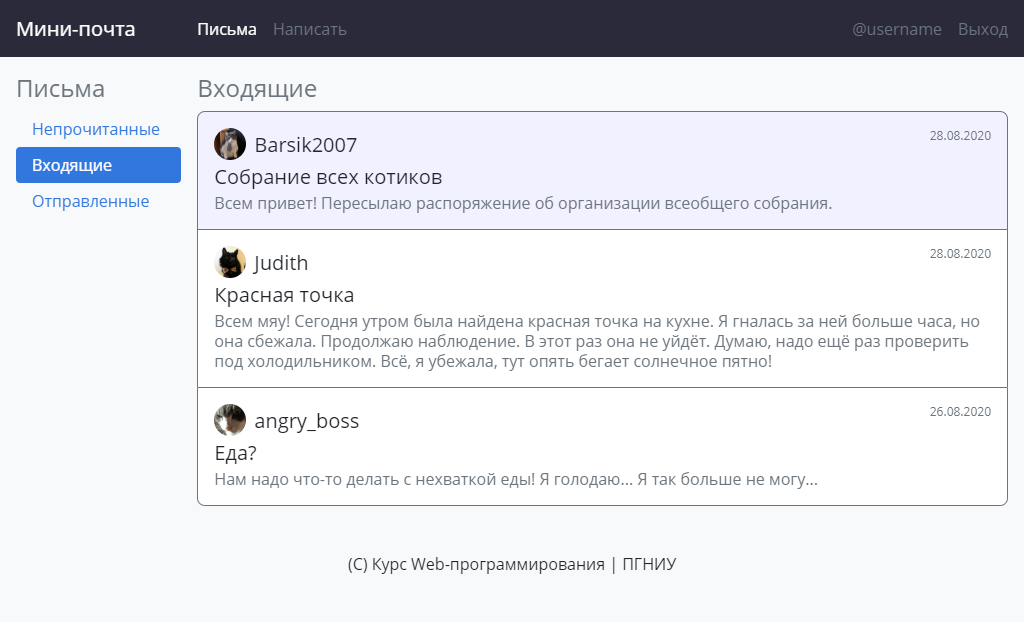 Мини-почта Письма Написать @username Выход
Письма
Непрочитанные
Входящие
Отправленные
Входящие
Barsik2007 28.08.2020
Собрание всех котиков
Всем привет! Пересылаю распоряжение об организации всеобщего собрания.
Judith 28.08.2020
Красная точка
Всем мяу! Сегодня утром была найдена красная точка на кухне. Я гналась за ней больше часа, но
она сбежала. Продолжаю наблюдение. В этот раз она не уйдёт. Думаю, надо ещё раз проверить
под холодильником. Всё, я убежала, тут опять бегает солнечное пятно!
angry_boss 26.08.2020
Еда?
Нам надо что-то делать с нехваткой еды! Я голодаю... Я так больше не могу...
(С) Курс Web-программирования | ПГНИУ